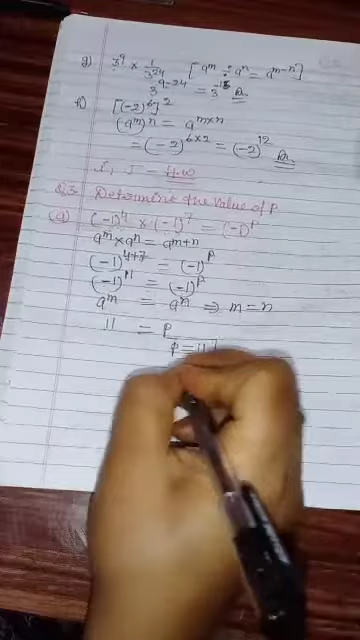 g) 3⁹ × 1/3²⁴ [aᵐ ÷ aⁿ = aᵐ⁻ⁿ]
3⁹⁻²⁴ = 3⁻¹⁵ Ans.
h) [(-2)⁶]²
(aᵐ)ⁿ = aᵐˣⁿ
= (-2)⁶ˣ² = (-2)¹² Ans.
i, J - H.W
Q.3 Determine the value of P
(a) (-1)⁴ × (-1)⁷ = (-1)ᴾ
aᵐ × aⁿ = aᵐ⁺ⁿ
(-1)⁴⁺⁷ = (-1)ᴾ
(-1)¹¹ = (-1)ᴾ
aᵐ = aⁿ ⇒ m = n
11 = P
P = 11